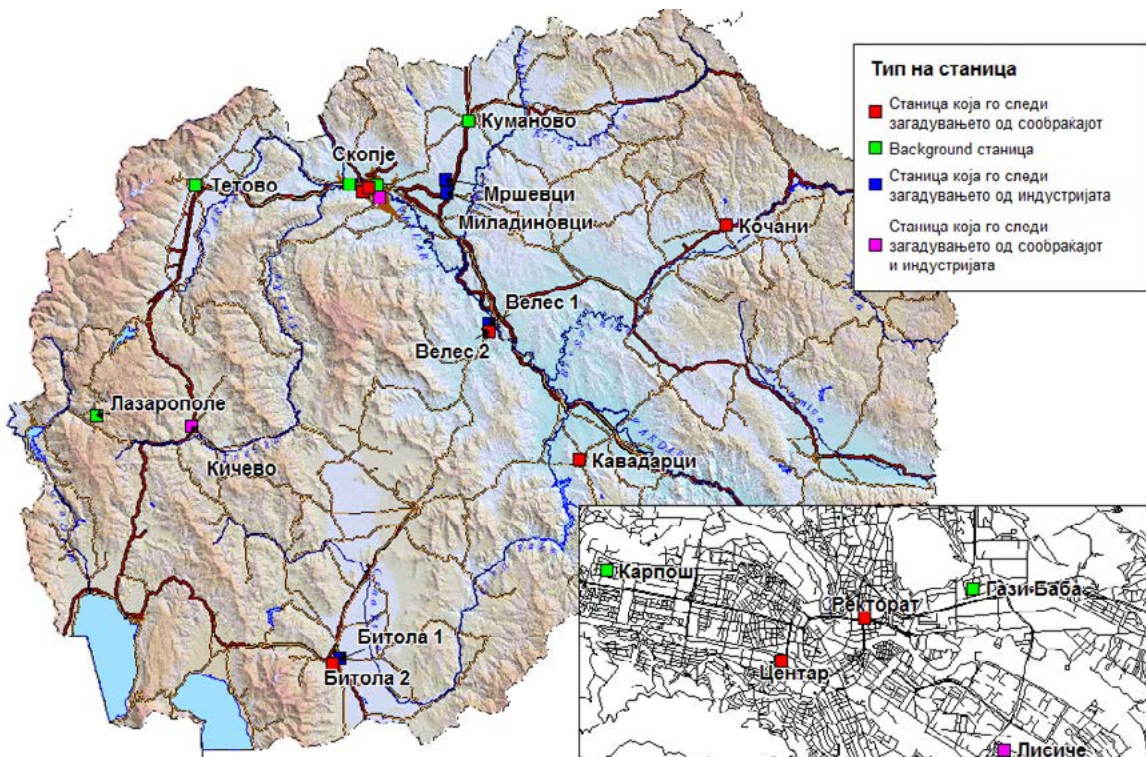 Тип на станица
Станица која го следи
загадувањето од сообраќајот
Background станица
Станица која го следи
загадувањето од индустријата
Станица која го следи
загадувањето од сообраќајот
и индустријата
Куманово
Скопје
Тетово
Мршевци
Миладиновци
Кочани
Велес 1
Велес 2
Лазарополе
Кичево
Кавадарци
VARDAR
Битола 1
Битола 2
Карпош
Гази Баба
Ректорат
Центар
Лисиче